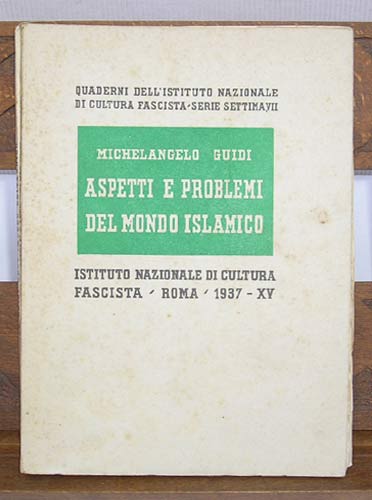 QUADERNI DELL'ISTITUTO NAZIONALE
DI CULTURA FASCISTA-SERIE SETTIMA/II
MICHELANGELO GUIDI
ASPETTI E PROBLEMI
DEL MONDO ISLAMICO
ISTITUTO NAZIONALE DI CULTURA
FASCISTA ´ ROMA ´ 1937 - XV